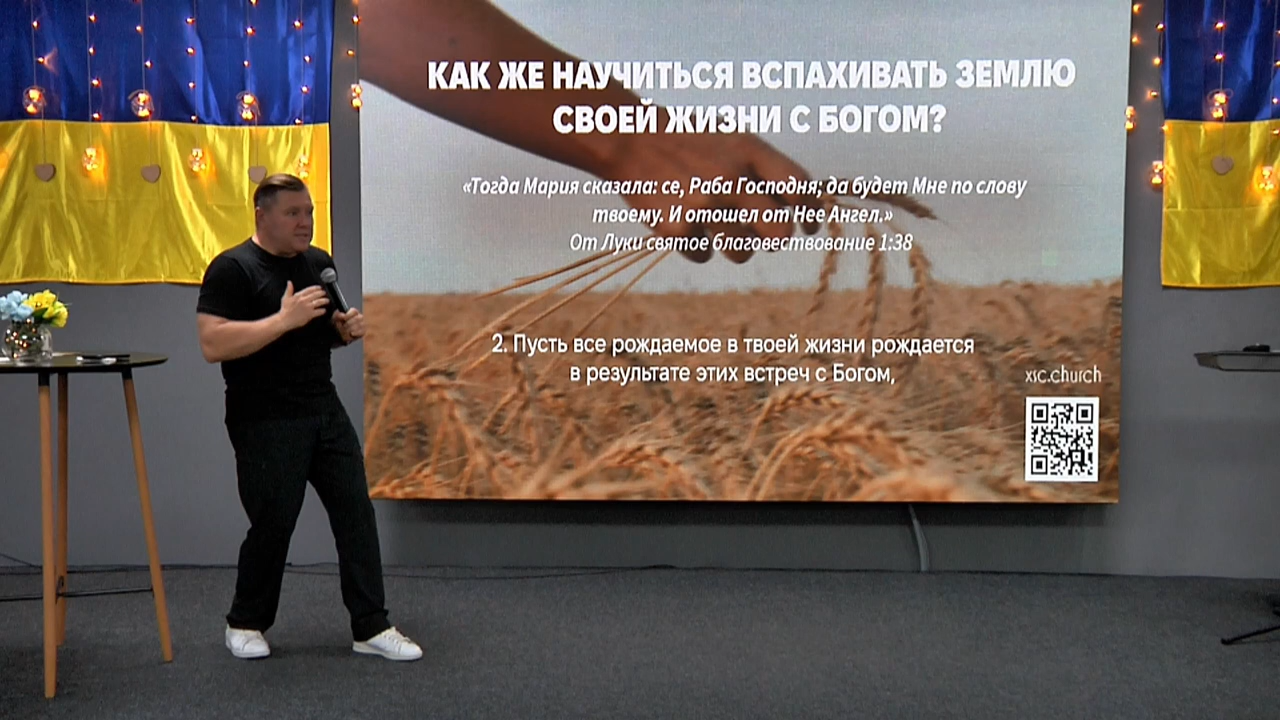 КАК ЖЕ НАУЧИТЬСЯ ВСПАХИВАТЬ ЗЕМЛЮ
СВОЕЙ ЖИЗНИ С БОГОМ?
«Тогда Мария сказала: се, Раба Господня; да будет Мне по слову
твоему. И отошел от Нее Ангел.»
От Луки святое благовествование 1:38
2. Пусть все рождаемое в твоей жизни рождается
в результате этих встреч с Богом,
xsc.church